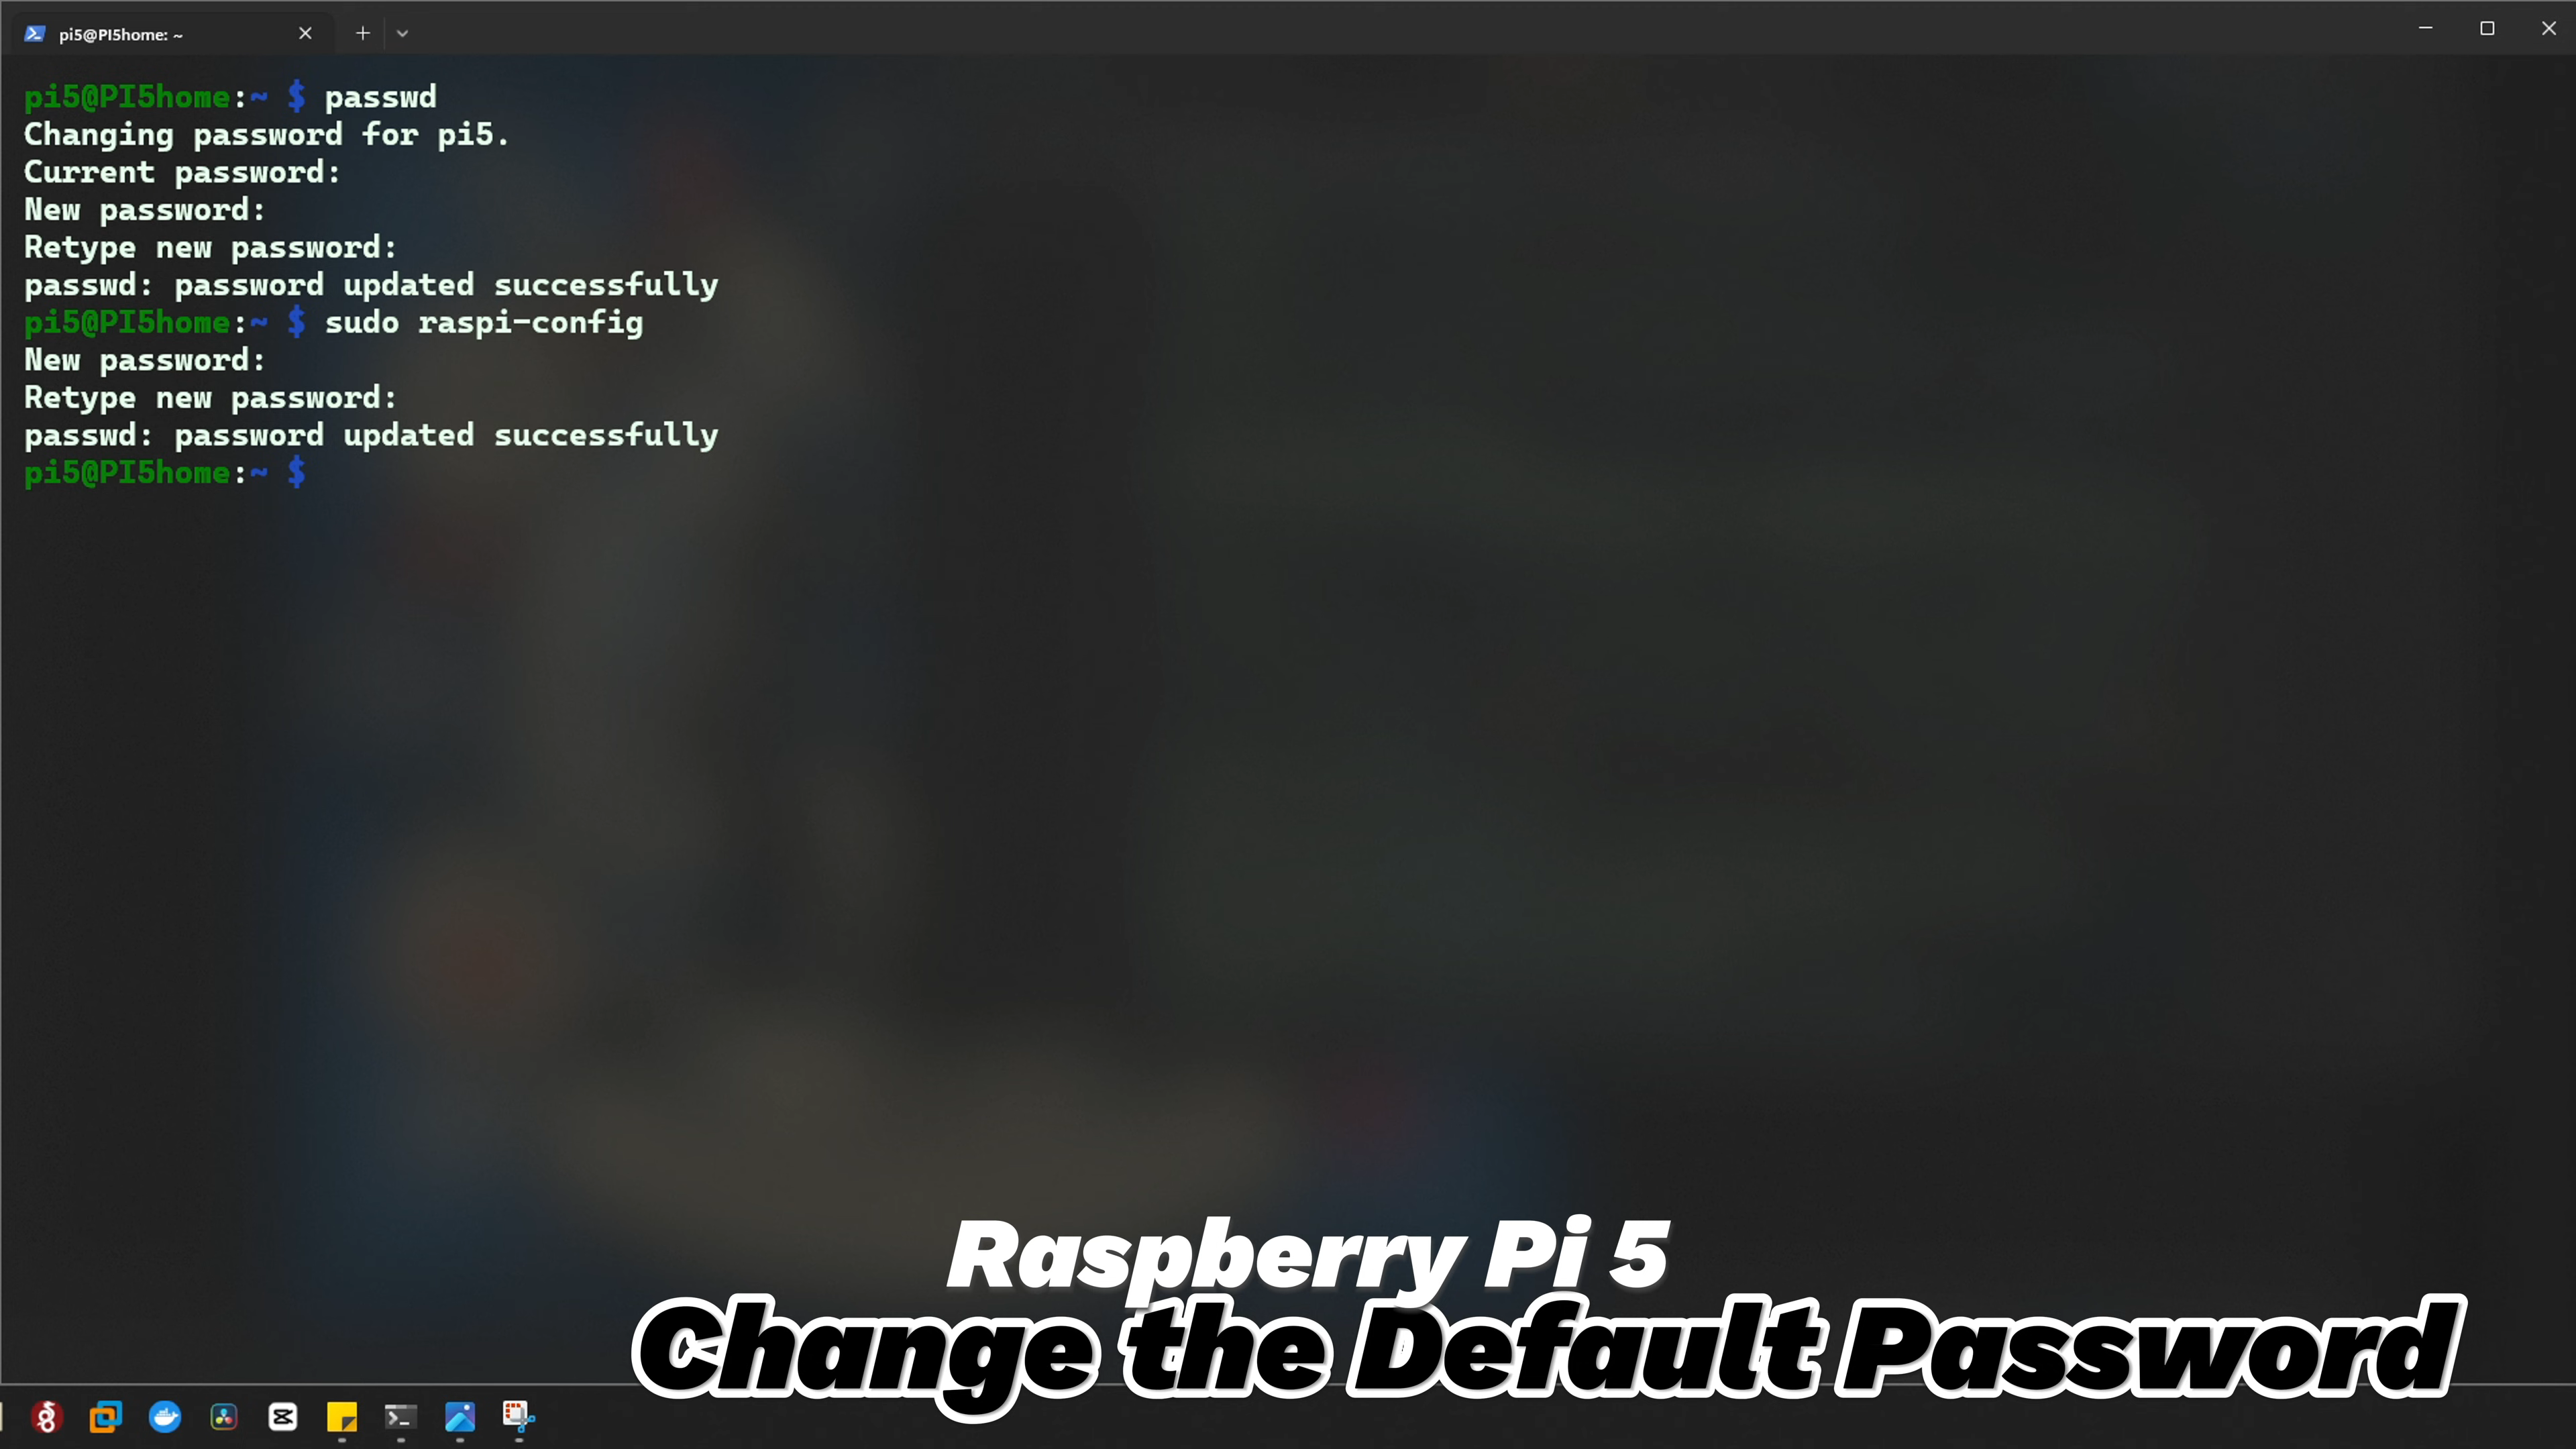 pi5@PI5home: ~
pi5@PI5home:~ $ passwd
Changing password for pi5.
Current password:
New password:
Retype new password:
passwd: password updated successfully
pi5@PI5home:~ $ sudo raspi-config
New password:
Retype new password:
passwd: password updated successfully
pi5@PI5home:~ $
Raspberry Pi 5
Change the Default Password